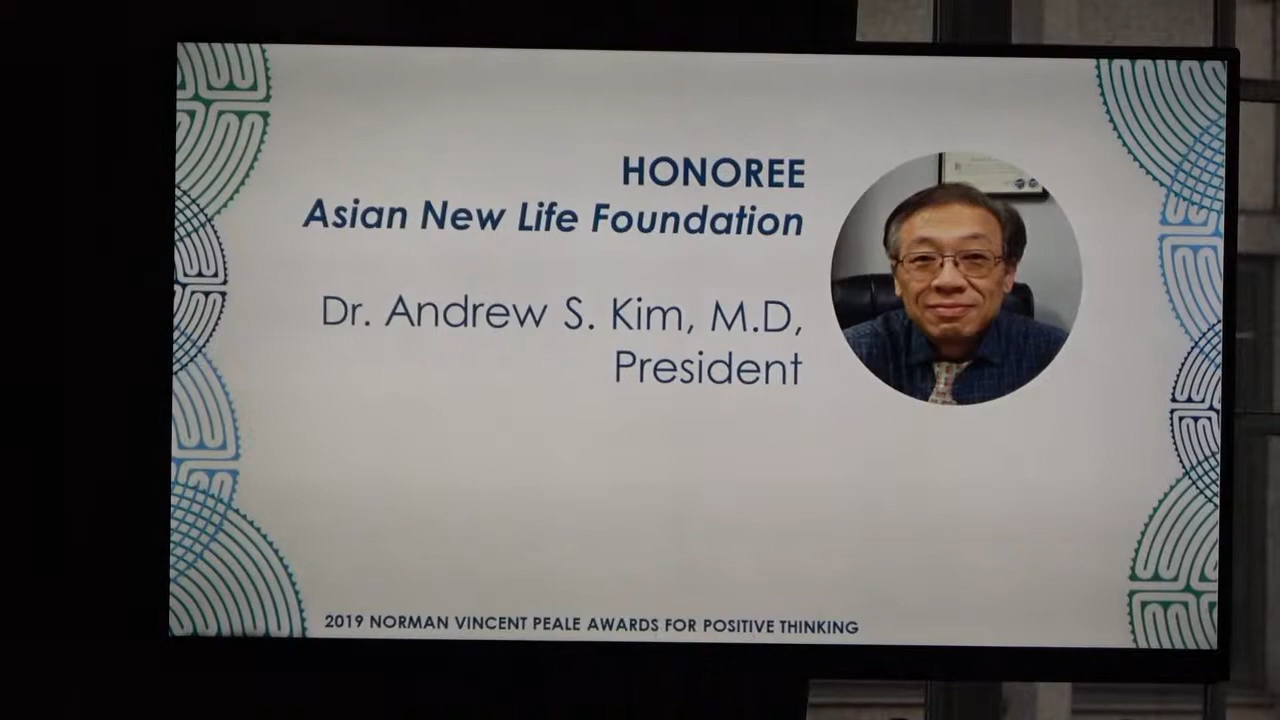 HONOREE
Asian New Life Foundation
Dr. Andrew S. Kim, M.D,
President
2019 NORMAN VINCENT PEALE AWARDS FOR POSITIVE THINKING